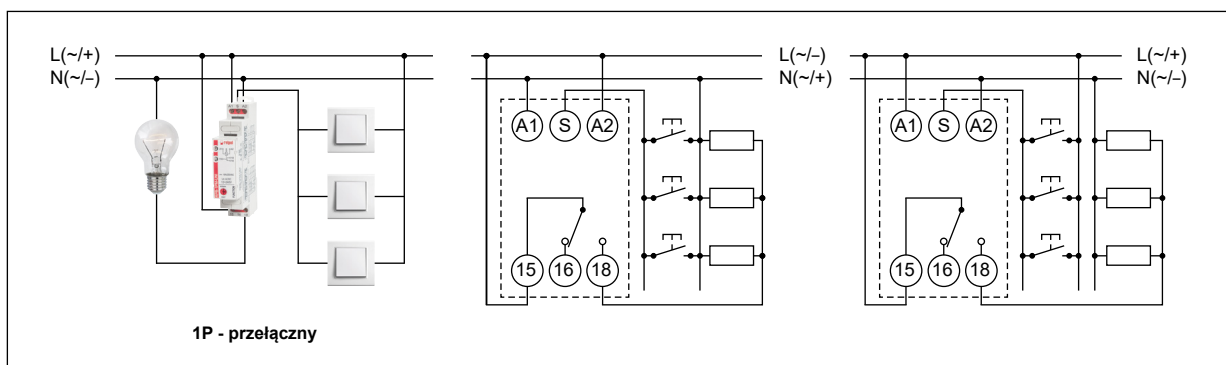 L(~/+)
N(~/–)
L(~/–)
N(~/+)
L(~/+)
N(~/–)
A1
S
A2
A1
S
A2
15
16
18
15
16
18
1P - przełączny